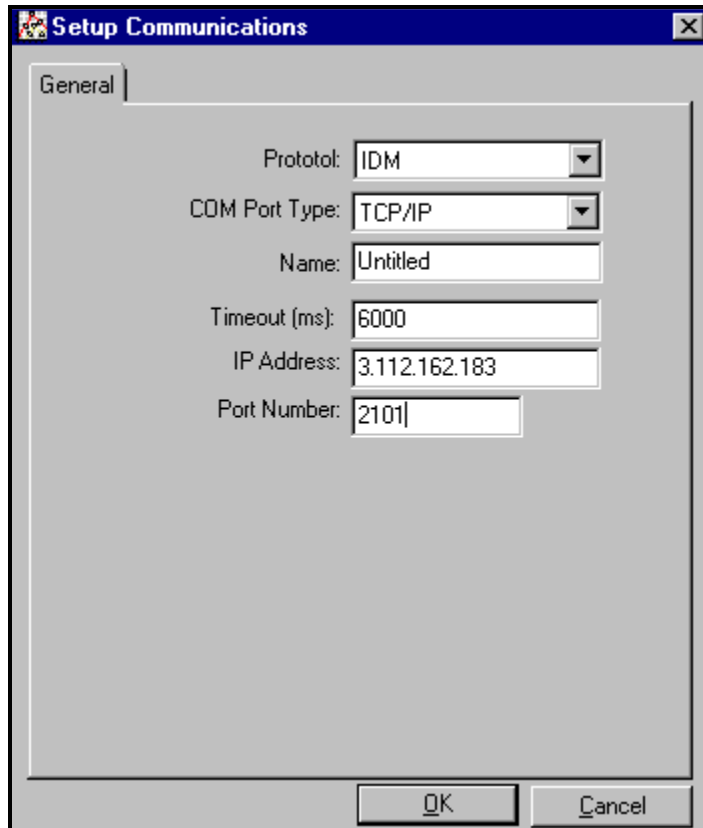 Setup Communications
General
Prototol: IDM
COM Port Type: TCP/IP
Name: Untitled
Timeout (ms): 6000
IP Address: 3.112.162.183
Port Number: 2101
OK Cancel